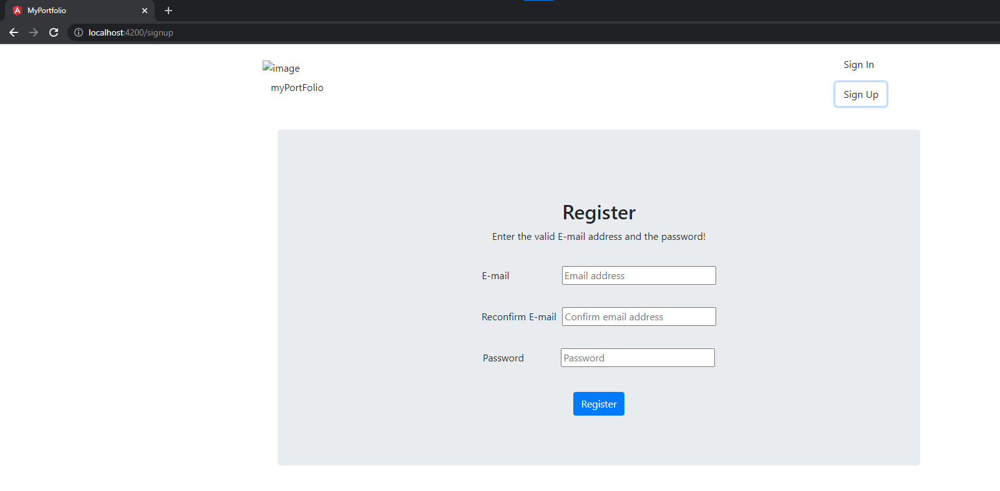 MyPortfolio
localhost:4200/signup
image
myPortFolio
Sign In
Sign Up
Register
Enter the valid E-mail address and the password!
E-mail Email address
Reconfirm E-mail Confirm email address
Password Password
Register